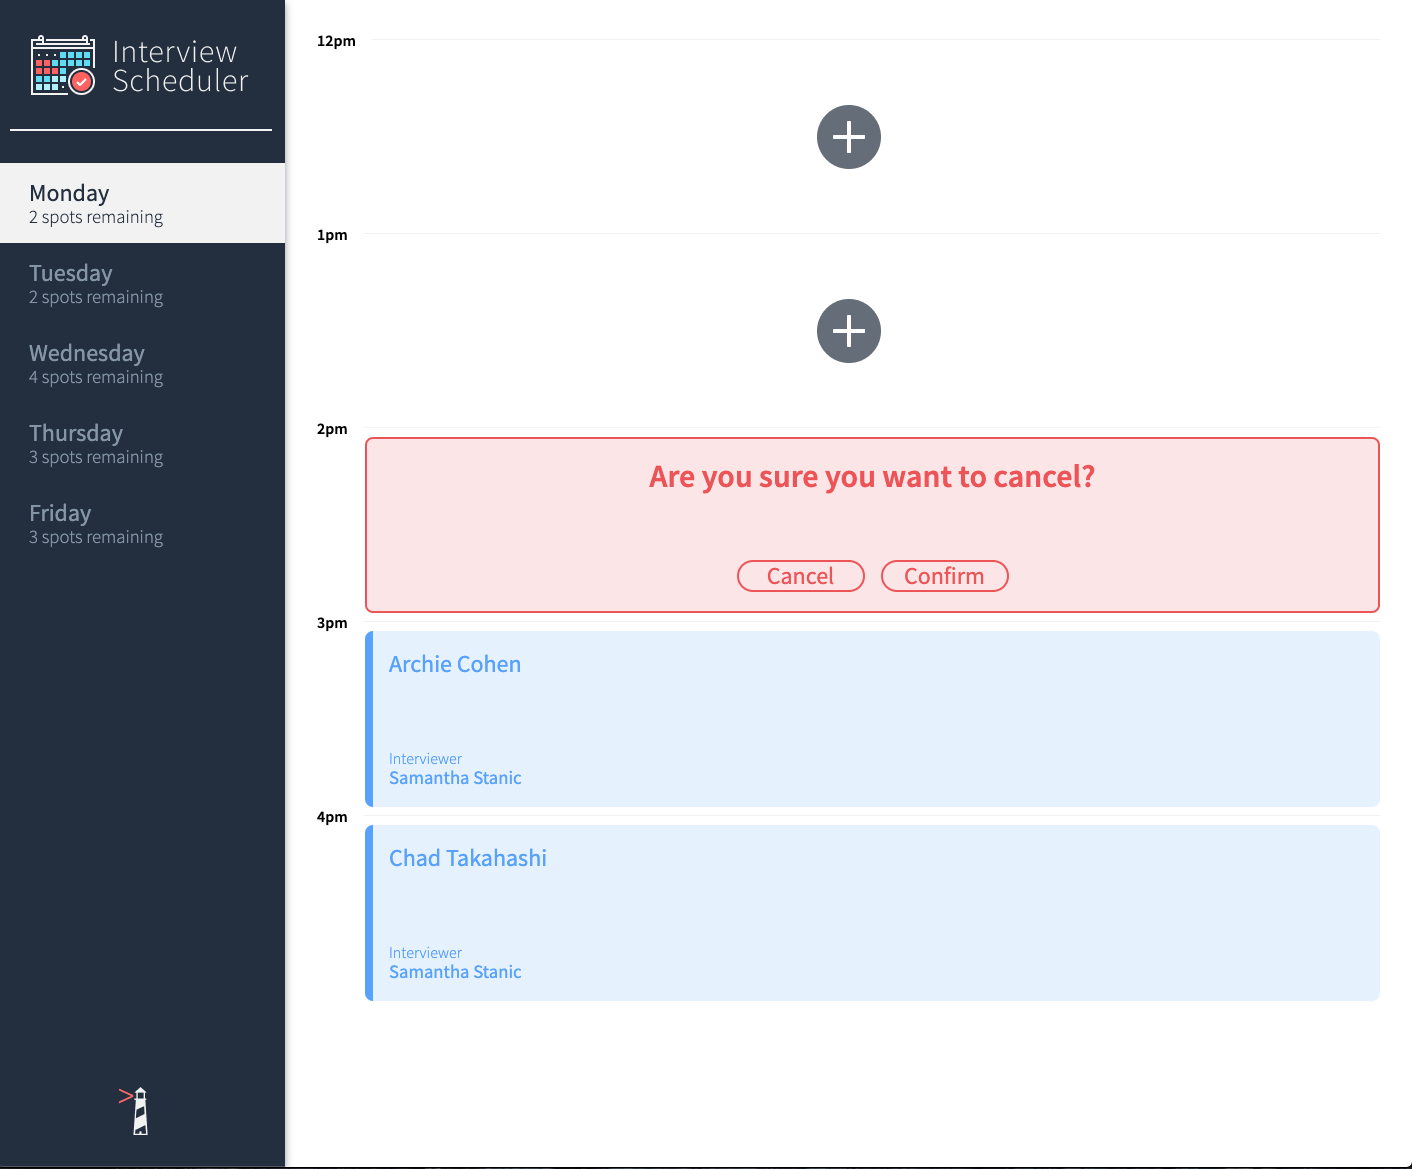 Interview
Scheduler
Monday
2 spots remaining
Tuesday
2 spots remaining
Wednesday
4 spots remaining
Thursday
3 spots remaining
Friday
3 spots remaining
12pm
1pm
2pm
Are you sure you want to cancel?
Cancel Confirm
3pm
Archie Cohen
Interviewer
Samantha Stanic
4pm
Chad Takahashi
Interviewer
Samantha Stanic